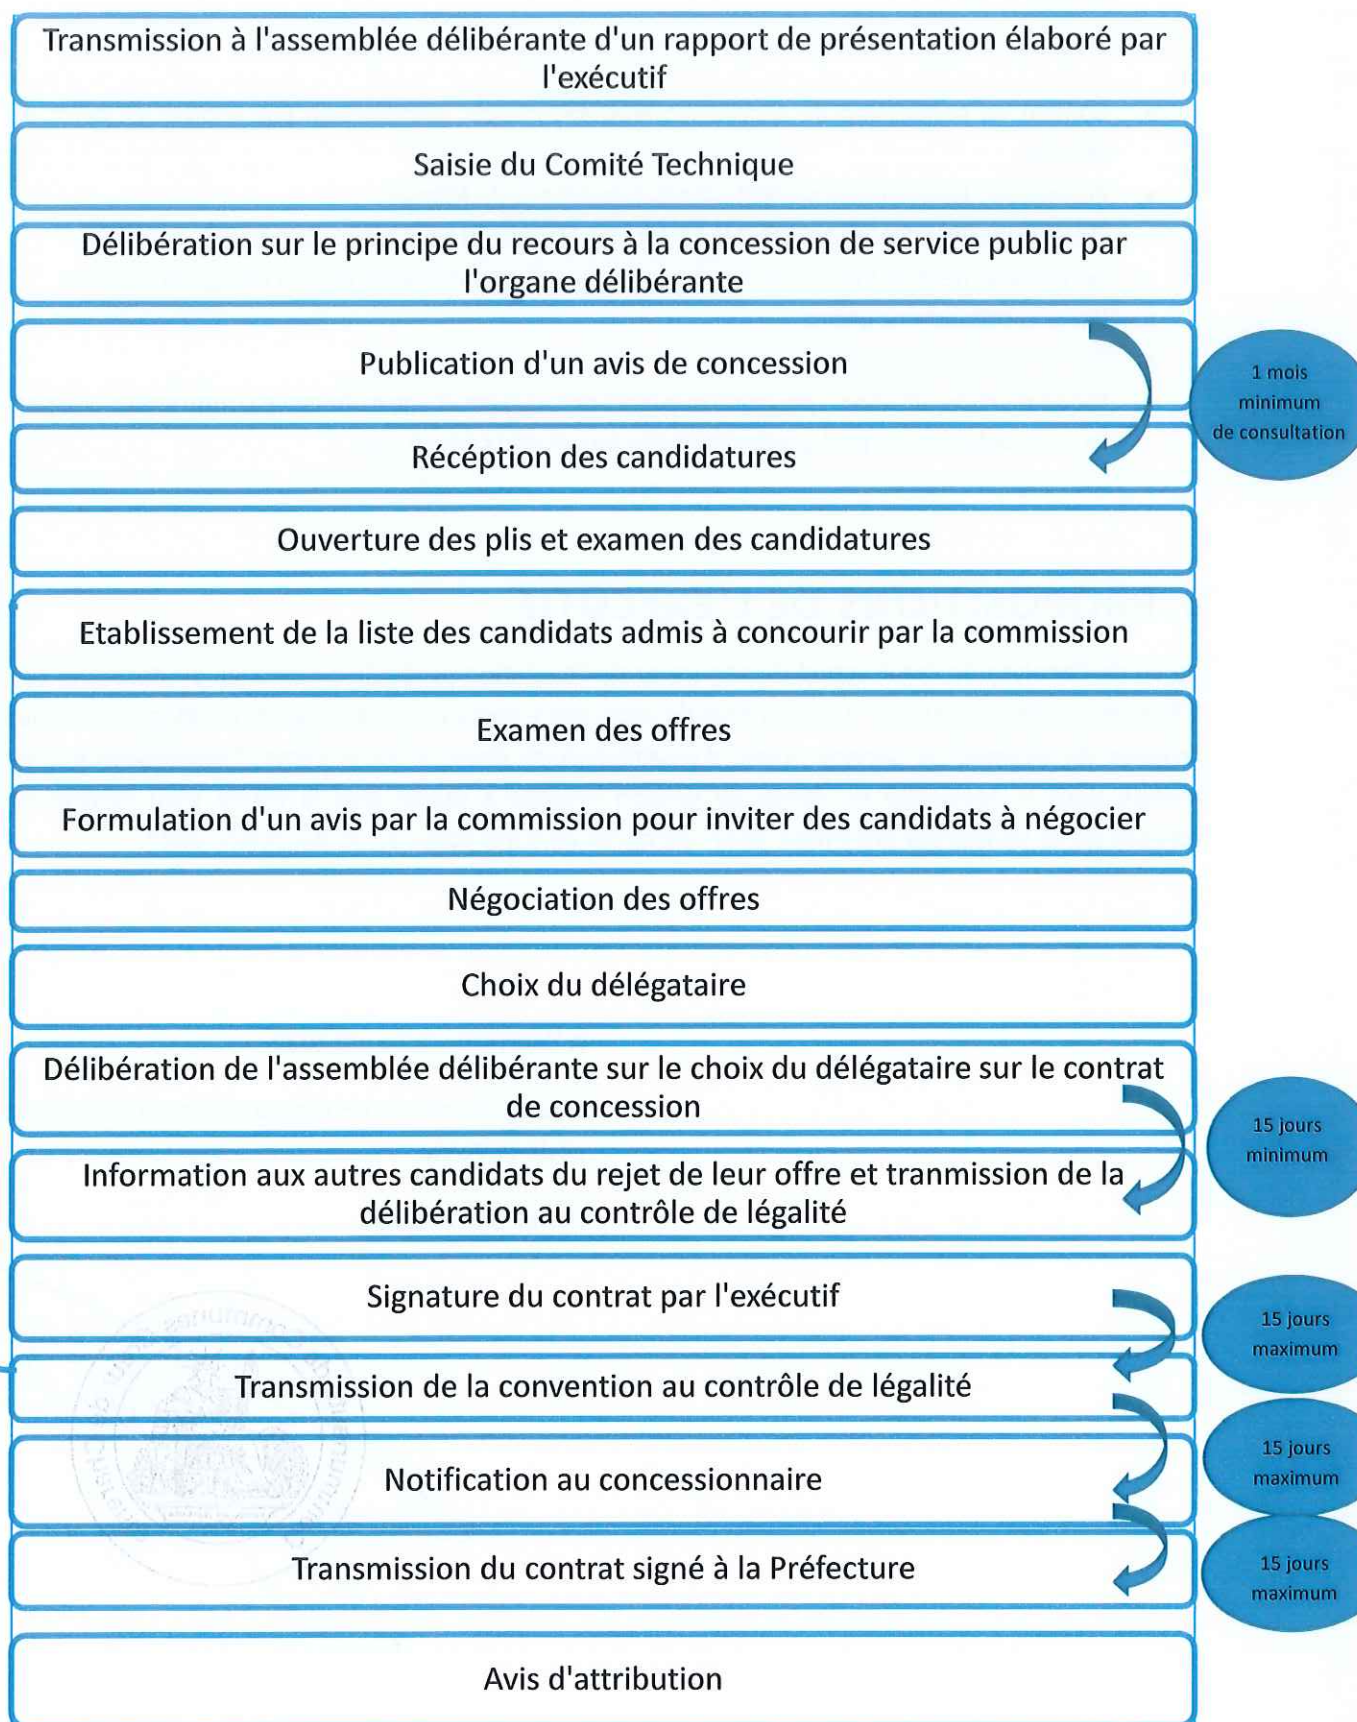 Transmission à l'assemblée délibérante d'un rapport de présentation élaboré par
l'exécutif
Saisie du Comité Technique
Délibération sur le principe du recours à la concession de service public par
l'organe délibérante
Publication d'un avis de concession
1 mois
minimum
de consultation
Récéption des candidatures
Ouverture des plis et examen des candidatures
Etablissement de la liste des candidats admis à concourir par la commission
Examen des offres
Formulation d'un avis par la commission pour inviter des candidats à négocier
Négociation des offres
Choix du délégataire
Délibération de l'assemblée délibérante sur le choix du délégataire sur le contrat
de concession
15 jours
minimum
Information aux autres candidats du rejet de leur offre et tranmission de la
délibération au contrôle de légalité
Signature du contrat par l'exécutif
15 jours
maximum
Transmission de la convention au contrôle de légalité
15 jours
maximum
Notification au concessionnaire
Transmission du contrat signé à la Préfecture
15 jours
maximum
Avis d'attribution